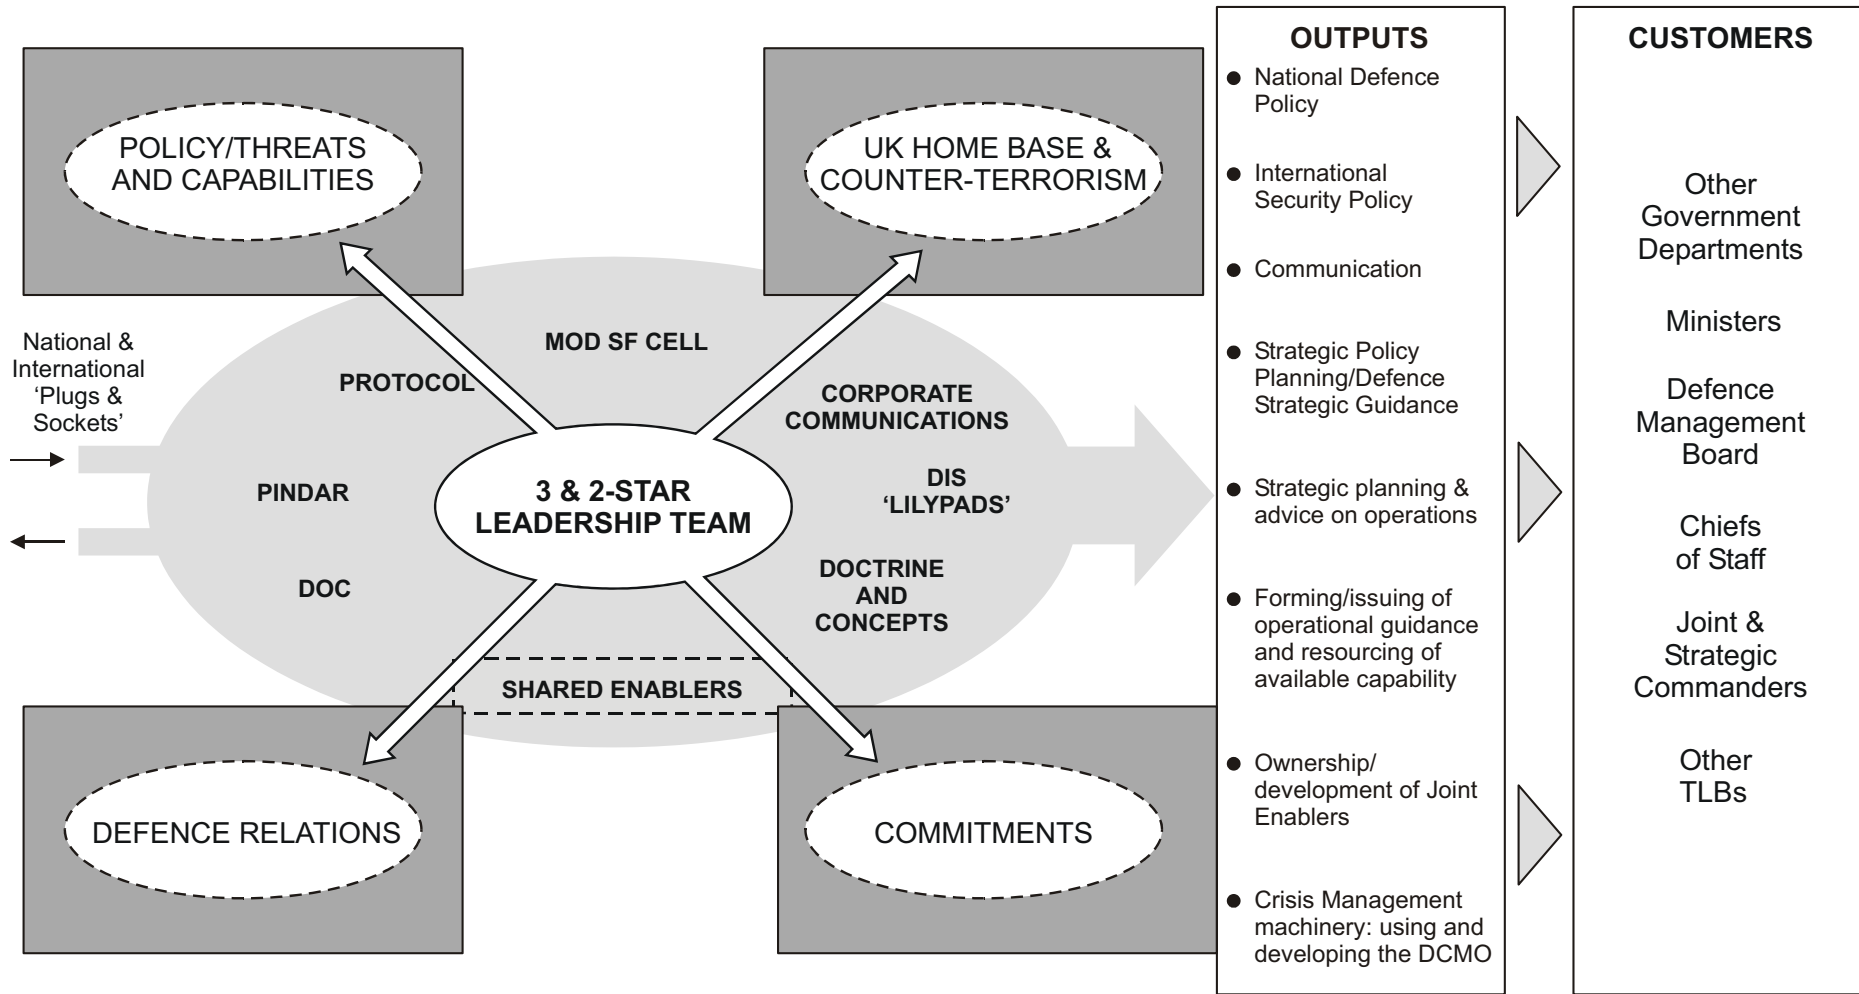 POLICY/THREATS
AND CAPABILITIES
UK HOME BASE &
COUNTER-TERRORISM
National &
International
‘Plugs &
Sockets’
MOD SF CELL
PROTOCOL
CORPORATE
COMMUNICATIONS
PINDAR
3 & 2-STAR
LEADERSHIP TEAM
DIS
‘LILYPADS’
DOC
DOCTRINE
AND
CONCEPTS
SHARED ENABLERS
DEFENCE RELATIONS
COMMITMENTS
OUTPUTS
● National Defence
Policy
● International
Security Policy
● Communication
● Strategic Policy
Planning/Defence
Strategic Guidance
● Strategic planning &
advice on operations
● Forming/issuing of
operational guidance
and resourcing of
available capability
● Ownership/
development of Joint
Enablers
● Crisis Management
machinery: using and
developing the DCMO
CUSTOMERS
Other
Government
Departments
Ministers
Defence
Management
Board
Chiefs
of Staff
Joint &
Strategic
Commanders
Other
TLBs